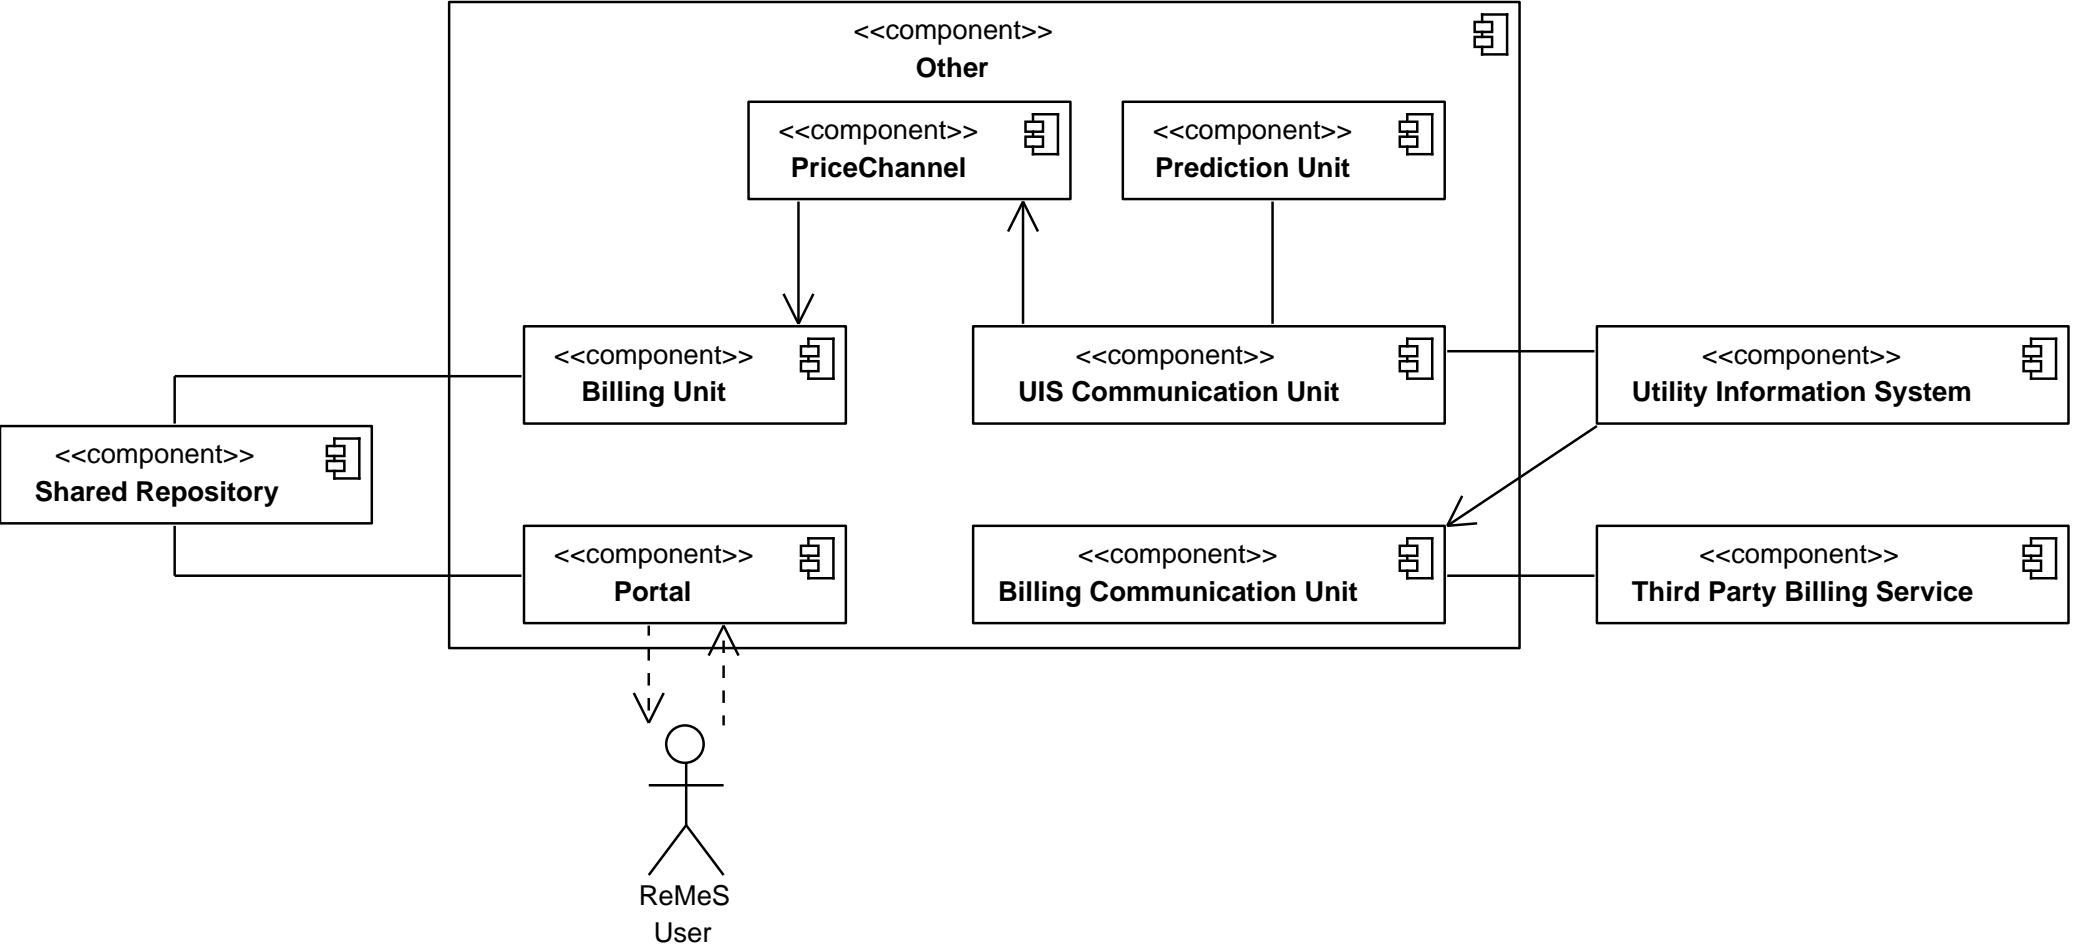 <<component>>
Other
<<component>>
PriceChannel
<<component>>
Prediction Unit
<<component>>
Billing Unit
<<component>>
UIS Communication Unit
<<component>>
Utility Information System
<<component>>
Shared Repository
<<component>>
Portal
<<component>>
Billing Communication Unit
<<component>>
Third Party Billing Service
ReMeS
User